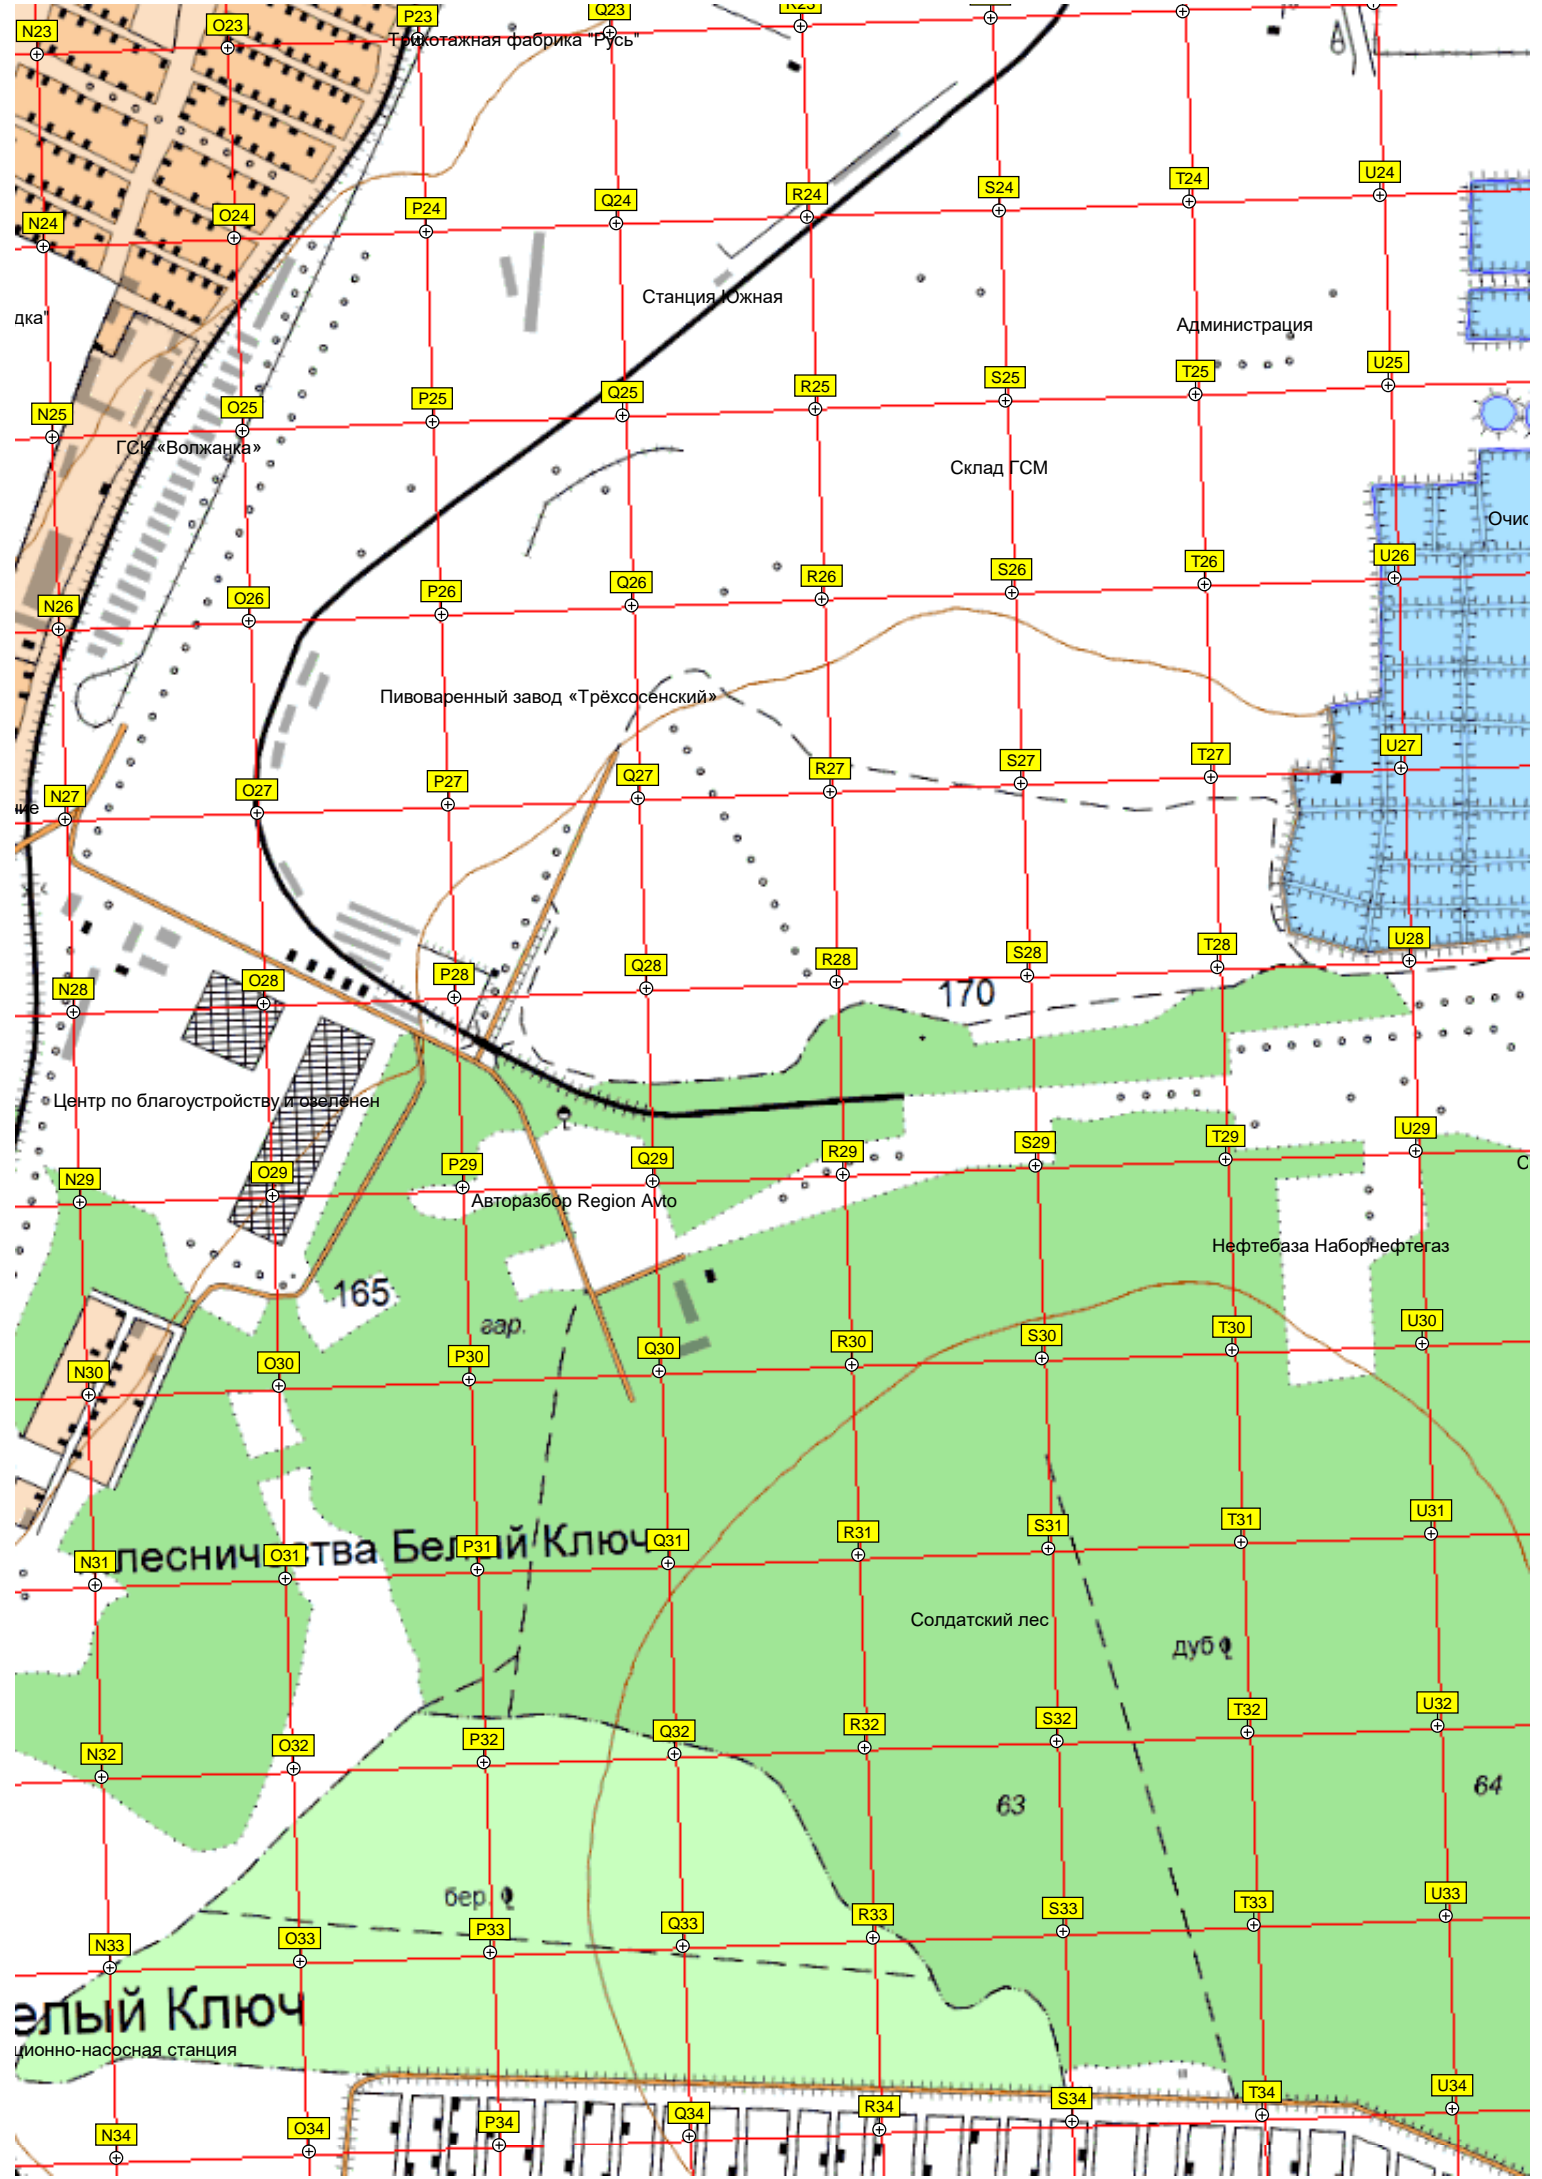 N23 O23 P23 Q23
Трикотажная фабрика "Русь"
N24 O24 P24 Q24 R24 S24 T24 U24
Станция Южная
дка"
Администрация
N25 O25 P25 Q25 R25 S25 T25 U25
ГСК «Волжанка»
Склад ГСМ
Очис
N26 O26 P26 Q26 R26 S26 T26 U26
Пивоваренный завод «Трёхсосенский»
N27 O27 P27 Q27 R27 S27 T27 U27
ие
N28 O28 P28 Q28 R28 S28 T28 U28
170
Центр по благоустройству и озеленен
N29 O29 P29 Q29 R29 S29 T29 U29
С
Авторазбор Region Avto
Нефтебаза Наборнефтегаз
165
гар.
N30 O30 P30 Q30 R30 S30 T30 U30
лесничества Белый Ключ
N31 O31 P31 Q31 R31 S31 T31 U31
Солдатский лес
дуб
N32 O32 P32 Q32 R32 S32 T32 U32
63
64
бер.
N33 O33 P33 Q33 R33 S33 T33 U33
елый Ключ
ционно-насосная станция
N34 O34 P34 Q34 R34 S34 T34 U34